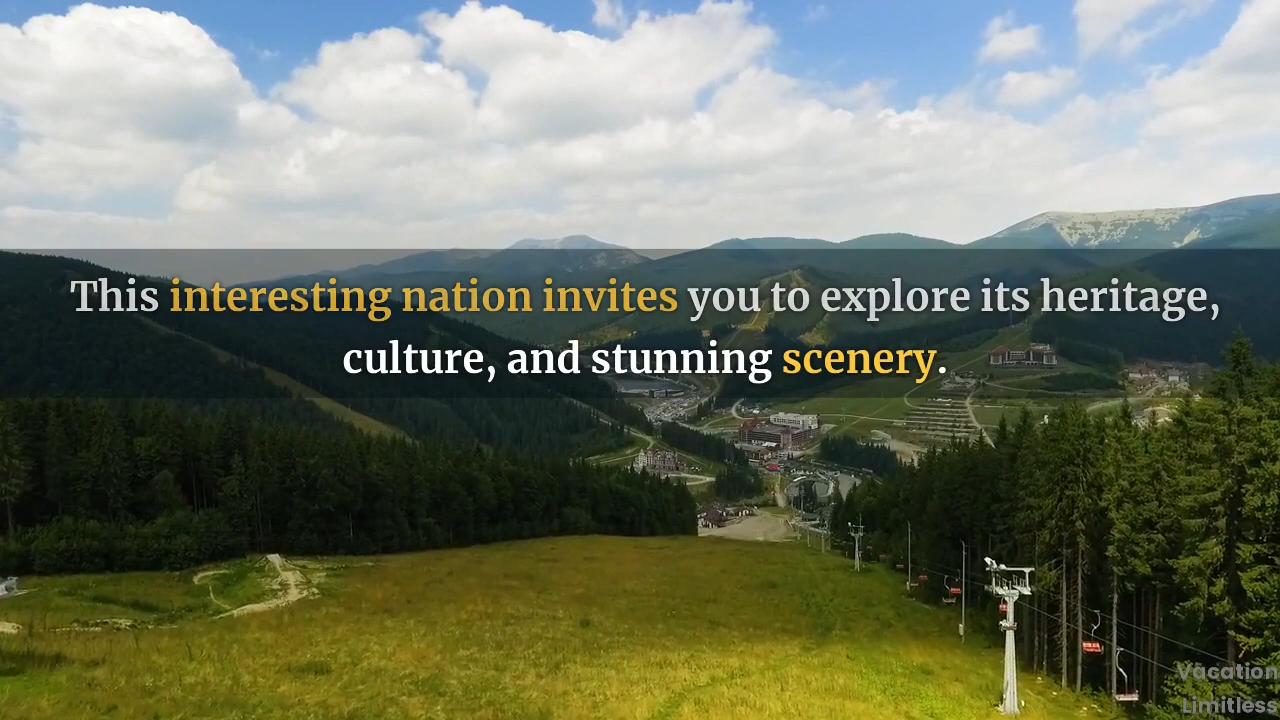 This interesting nation invites you to explore its heritage,
culture, and stunning scenery.
Vacation
Limitless